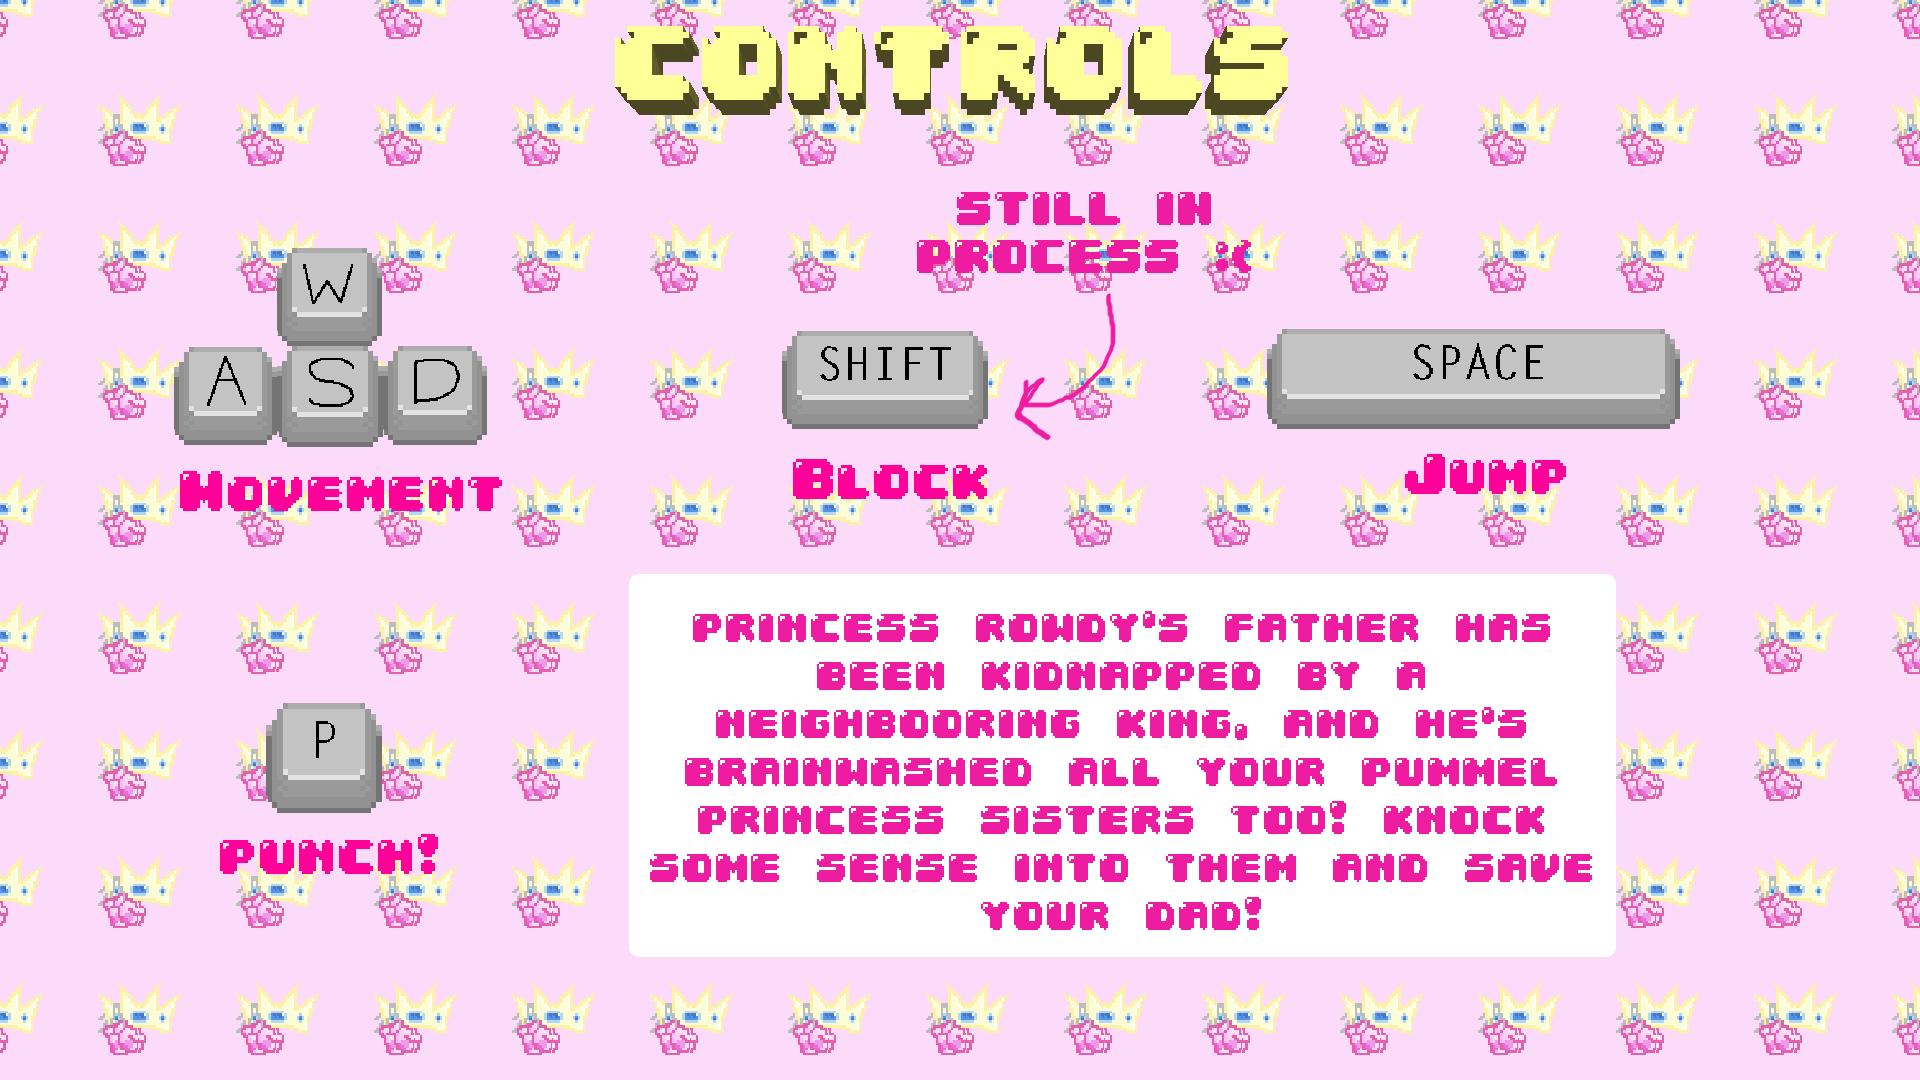 CONTROLS
STILL IN
PROCESS :(
W
A S D
SHIFT
SPACE
MOVEMENT
BLOCK
JUMP
P
PUNCH!
PRINCESS ROWDY'S FATHER HAS
BEEN KIDNAPPED BY A
NEIGHBOORING KING, AND HE'S
BRAINWASHED ALL YOUR PUMMEL
PRINCESS SISTERS TOO! KNOCK
SOME SENSE INTO THEM AND SAVE
YOUR DAD!